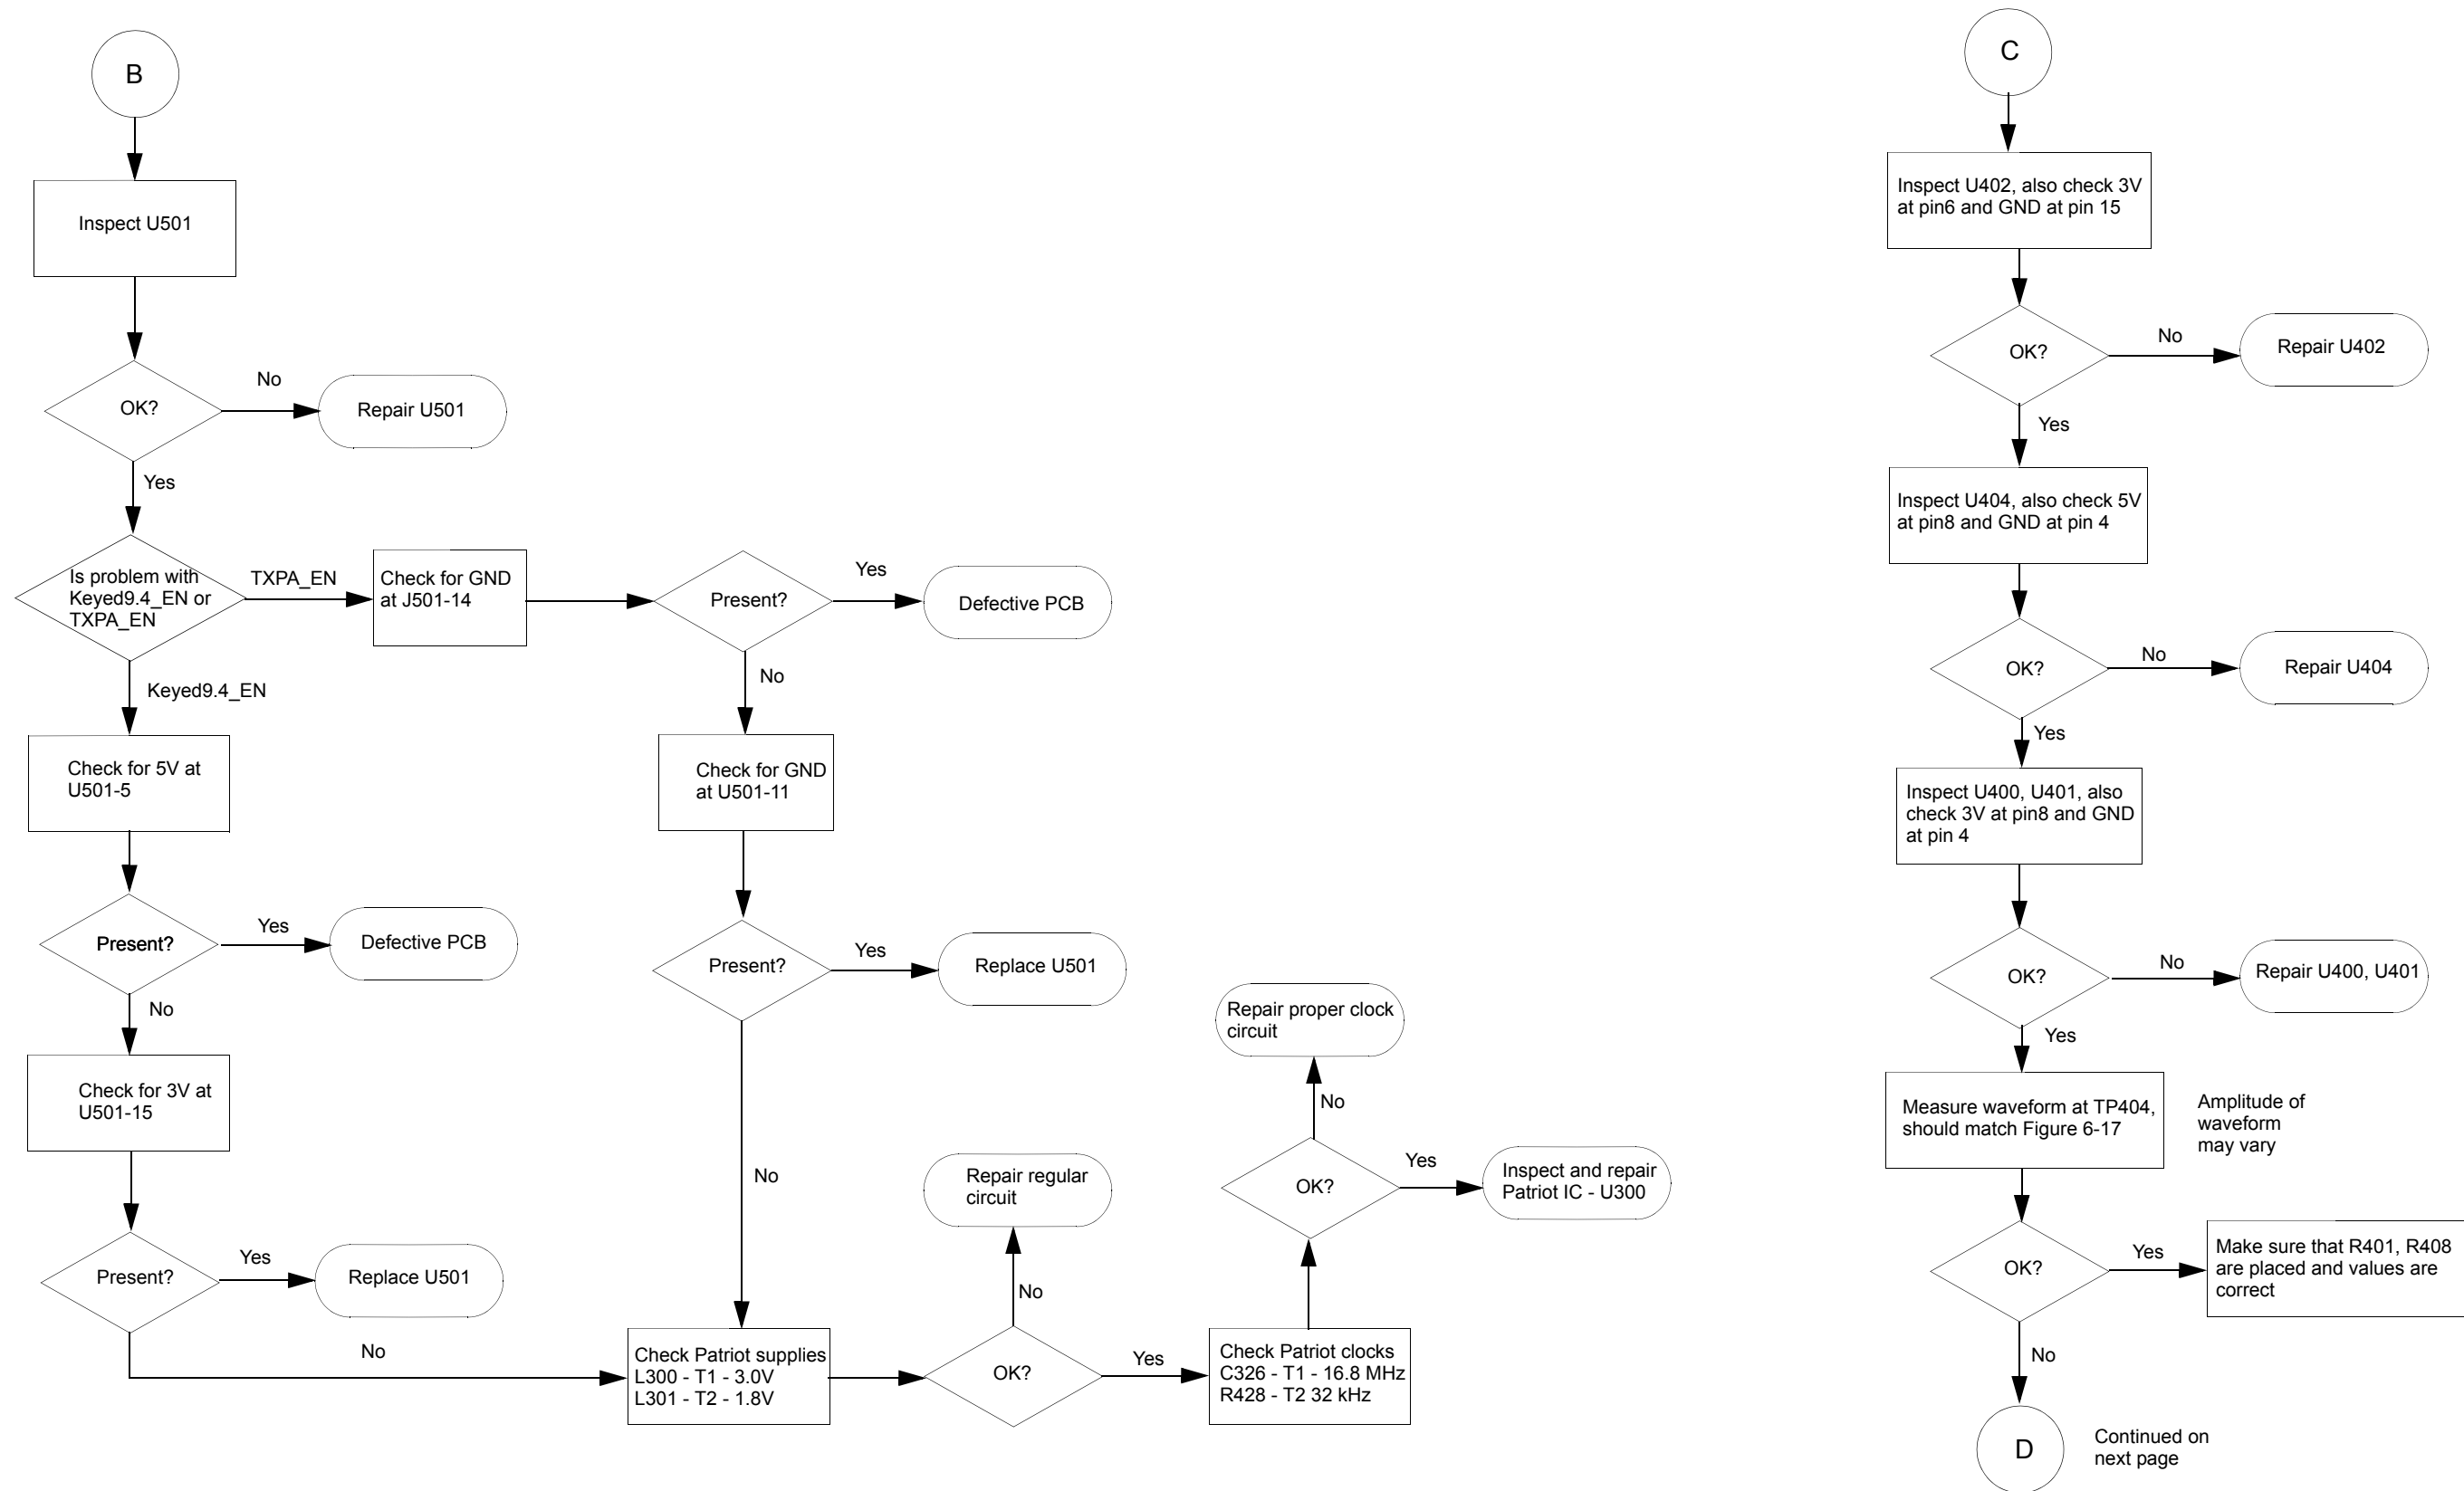 B
Inspect U501
OK?
No
Repair U501
Yes
Is problem with
Keyed9.4_EN or
TXPA_EN
TXPA_EN
Check for GND
at J501-14
Present?
Yes
Defective PCB
No
Keyed9.4_EN
Check for 5V at
U501-5
Check for GND
at U501-11
Present?
Yes
Defective PCB
No
Present?
Yes
Replace U501
No
Check for 3V at
U501-15
Present?
Yes
Replace U501
No
Check Patriot supplies
L300 - T1 - 3.0V
L301 - T2 - 1.8V
OK?
No
Repair regular
circuit
Yes
Check Patriot clocks
C326 - T1 - 16.8 MHz
R428 - T2 32 kHz
OK?
No
Repair proper clock
circuit
Yes
Inspect and repair
Patriot IC - U300
C
Inspect U402, also check 3V
at pin6 and GND at pin 15
OK?
No
Repair U402
Yes
Inspect U404, also check 5V
at pin8 and GND at pin 4
OK?
No
Repair U404
Yes
Inspect U400, U401, also
check 3V at pin8 and GND
at pin 4
OK?
No
Repair U400, U401
Yes
Measure waveform at TP404,
should match Figure 6-17
Amplitude of
waveform
may vary
OK?
Yes
Make sure that R401, R408
are placed and values are
correct
No
D
Continued on
next page